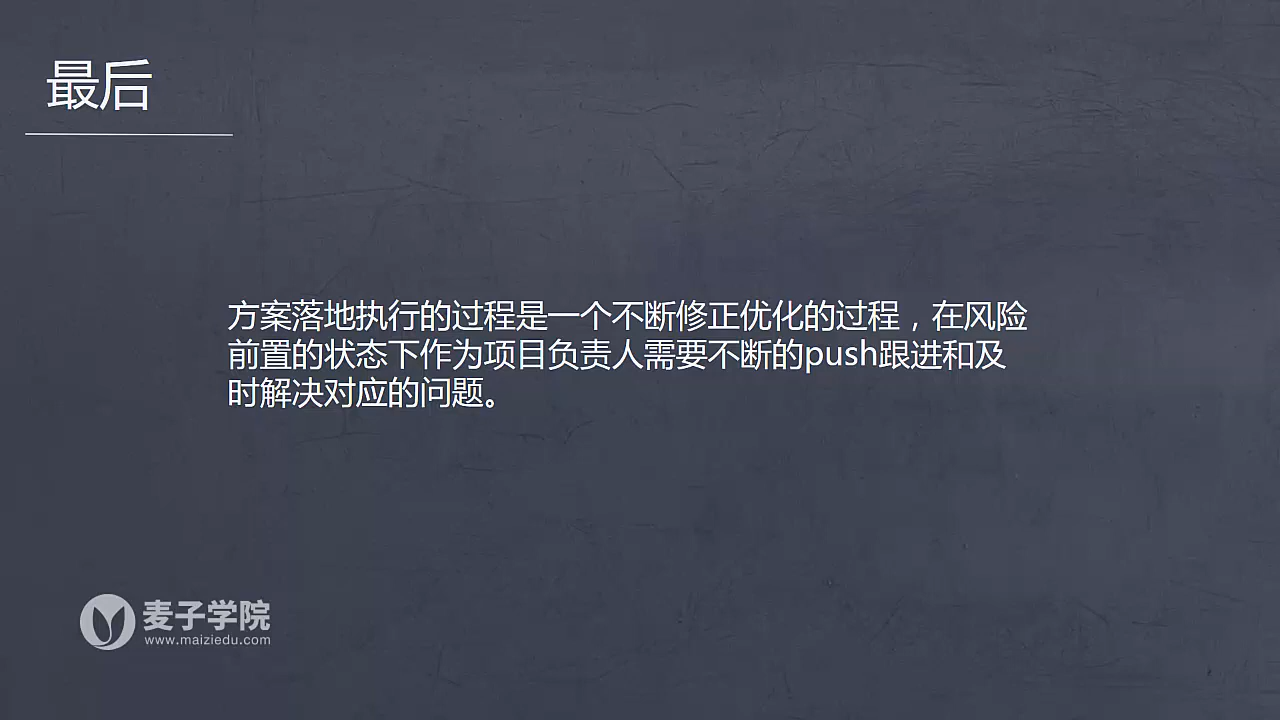 最后
方案落地执行的过程是一个不断修正优化的过程，在风险
前置的状态下作为项目负责人需要不断的push跟进和及
时解决对应的问题。
麦子学院
www.maiziedu.com